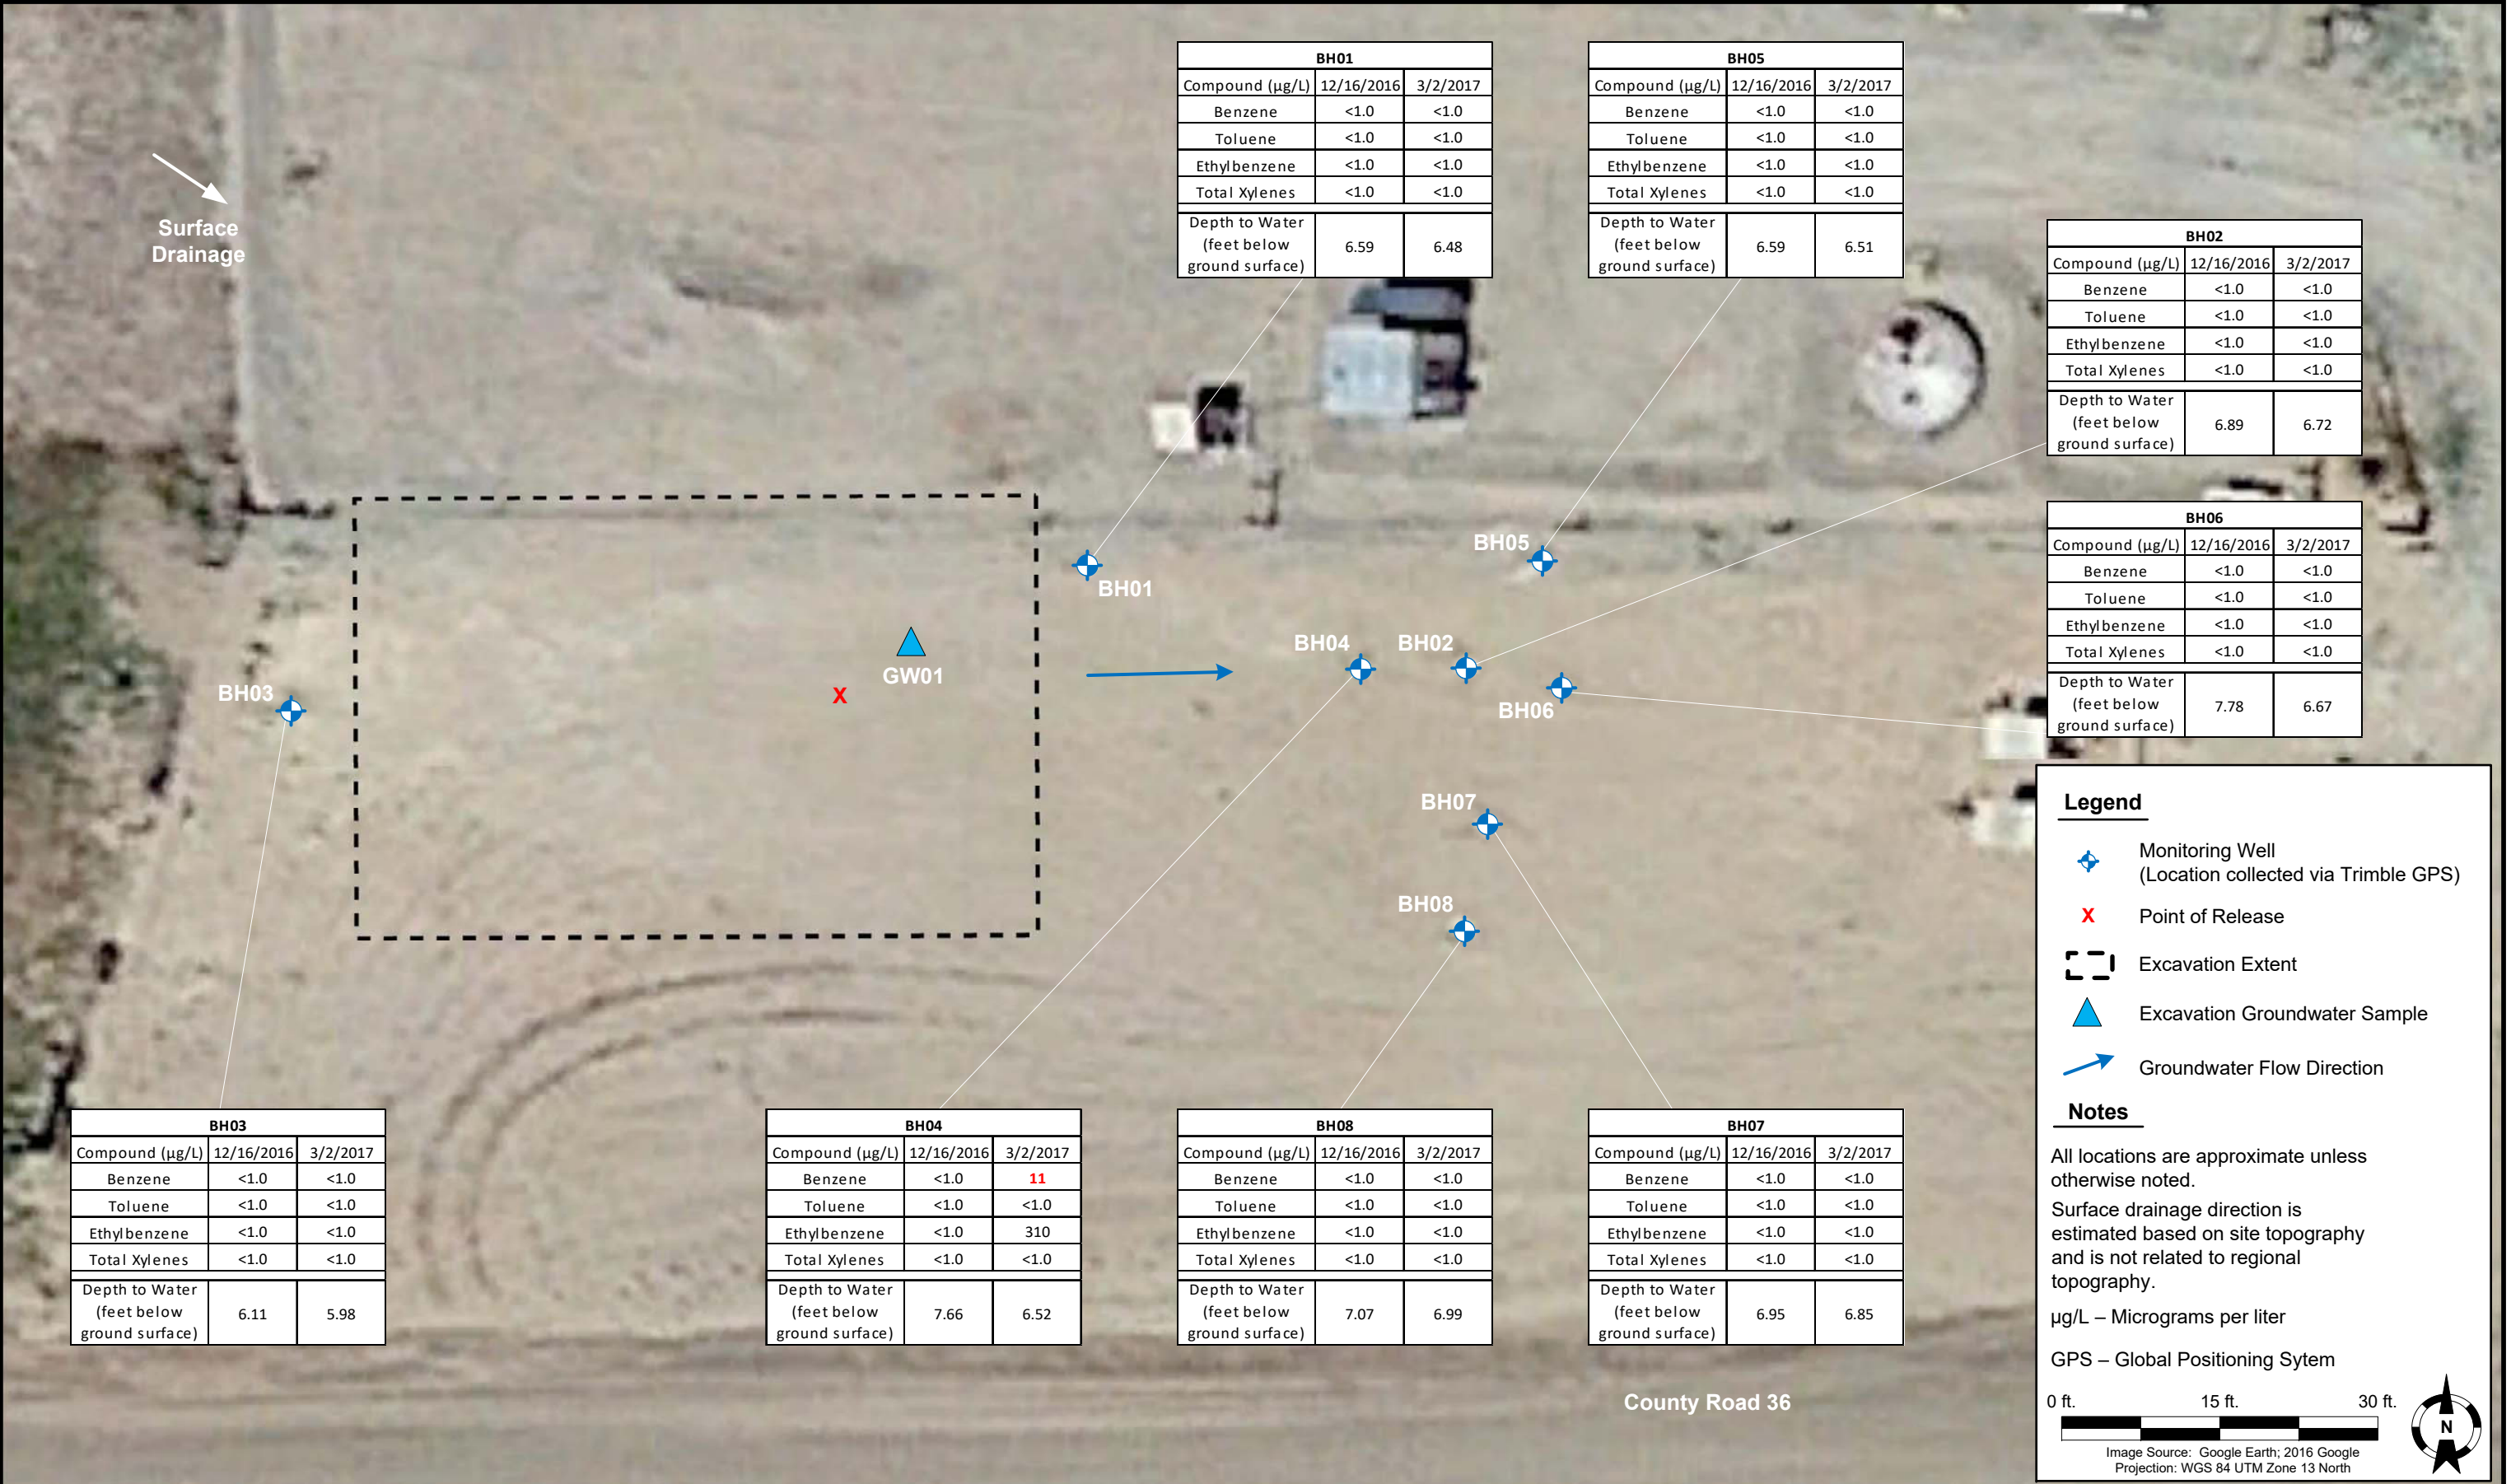 Surface
Drainage
BH01
Compound (µg/L) 12/16/2016 3/2/2017
Benzene <1.0 <1.0
Toluene <1.0 <1.0
Ethylbenzene <1.0 <1.0
Total Xylenes <1.0 <1.0
Depth to Water
(feet below
ground surface) 6.59 6.48
BH05
Compound (µg/L) 12/16/2016 3/2/2017
Benzene <1.0 <1.0
Toluene <1.0 <1.0
Ethylbenzene <1.0 <1.0
Total Xylenes <1.0 <1.0
Depth to Water
(feet below
ground surface) 6.59 6.51
BH02
Compound (µg/L) 12/16/2016 3/2/2017
Benzene <1.0 <1.0
Toluene <1.0 <1.0
Ethylbenzene <1.0 <1.0
Total Xylenes <1.0 <1.0
Depth to Water
(feet below
ground surface) 6.89 6.72
BH06
Compound (µg/L) 12/16/2016 3/2/2017
Benzene <1.0 <1.0
Toluene <1.0 <1.0
Ethylbenzene <1.0 <1.0
Total Xylenes <1.0 <1.0
Depth to Water
(feet below
ground surface) 7.78 6.67
BH05
BH01
BH04 BH02
GW01
X
BH03
BH06
BH07
BH08
BH03
Compound (µg/L) 12/16/2016 3/2/2017
Benzene <1.0 <1.0
Toluene <1.0 <1.0
Ethylbenzene <1.0 <1.0
Total Xylenes <1.0 <1.0
Depth to Water
(feet below
ground surface) 6.11 5.98
BH04
Compound (µg/L) 12/16/2016 3/2/2017
Benzene <1.0 11
Toluene <1.0 <1.0
Ethylbenzene <1.0 310
Total Xylenes <1.0 <1.0
Depth to Water
(feet below
ground surface) 7.66 6.52
BH08
Compound (µg/L) 12/16/2016 3/2/2017
Benzene <1.0 <1.0
Toluene <1.0 <1.0
Ethylbenzene <1.0 <1.0
Total Xylenes <1.0 <1.0
Depth to Water
(feet below
ground surface) 7.07 6.99
BH07
Compound (µg/L) 12/16/2016 3/2/2017
Benzene <1.0 <1.0
Toluene <1.0 <1.0
Ethylbenzene <1.0 <1.0
Total Xylenes <1.0 <1.0
Depth to Water
(feet below
ground surface) 6.95 6.85
County Road 36
Legend
Monitoring Well
(Location collected via Trimble GPS)
X Point of Release
Excavation Extent
Excavation Groundwater Sample
Groundwater Flow Direction
Notes
All locations are approximate unless
otherwise noted.
Surface drainage direction is
estimated based on site topography
and is not related to regional
topography.
µg/L – Micrograms per liter
GPS – Global Positioning Sytem
0 ft. 15 ft. 30 ft.
N
Image Source: Google Earth; 2016 Google
Projection: WGS 84 UTM Zone 13 North